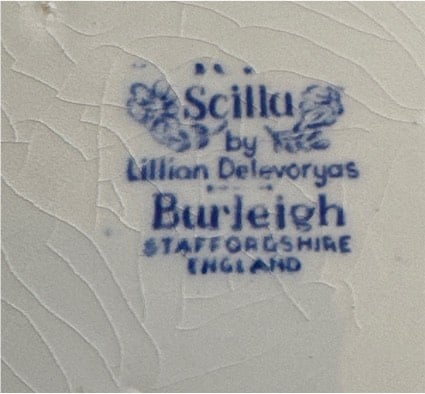 Scilla
by
Lillian Delevoryas
Burleigh
STAFFORDSHIRE
ENGLAND